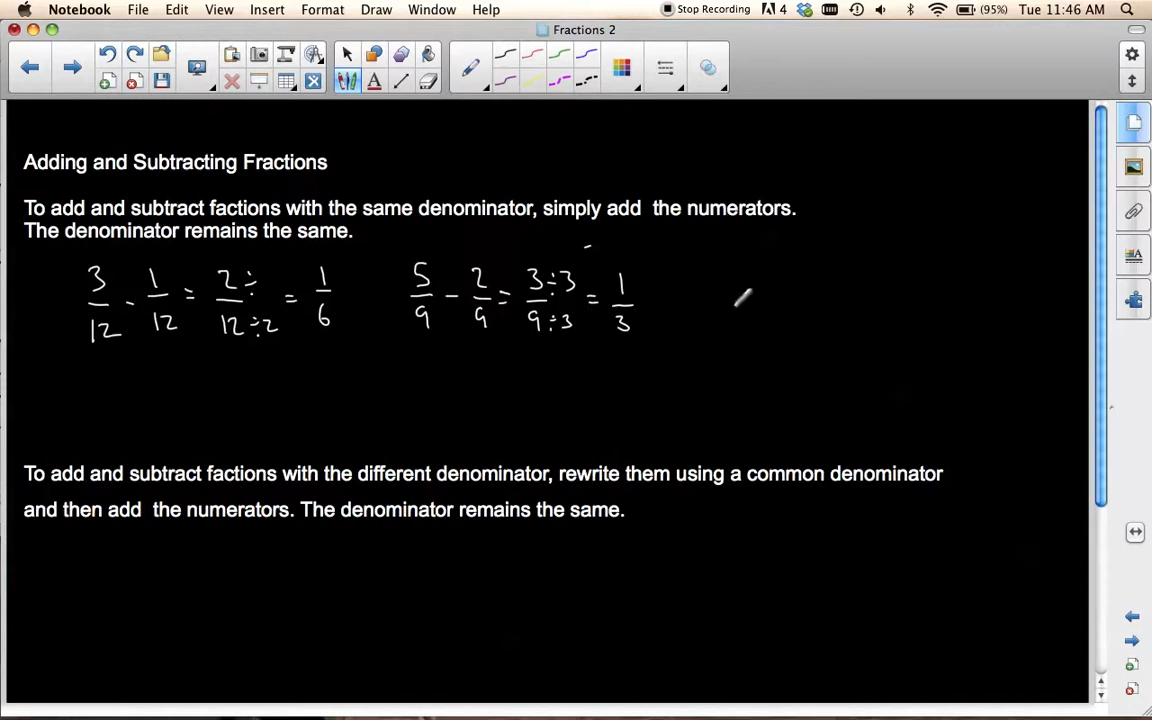 Notebook File Edit View Insert Format Draw Window Help Stop Recording 4 (95%) Tue 11:46 AM
Fractions 2
Adding and Subtracting Fractions
To add and subtract factions with the same denominator, simply add the numerators.
The denominator remains the same.
3/12 - 1/12 = 2÷/12÷2 = 1/6 5/9 - 2/9 = 3÷3/9÷3 = 1/3
To add and subtract factions with the different denominator, rewrite them using a common denominator
and then add the numerators. The denominator remains the same.